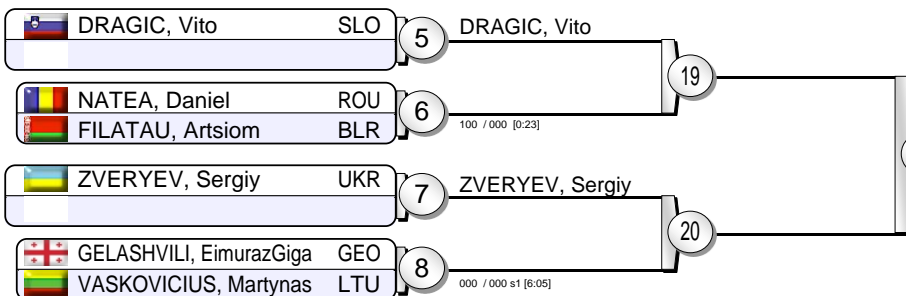 DRAGIC, Vito SLO
5
DRAGIC, Vito
19
NATEA, Daniel ROU
FILATAU, Artsiom BLR
6
100 / 000 [0:23]
ZVERYEV, Sergiy UKR
7
ZVERYEV, Sergiy
20
GELASHVILI, EimurazGiga GEO
VASKOVICIUS, Martynas LTU
8
000 / 000 s1 [6:05]